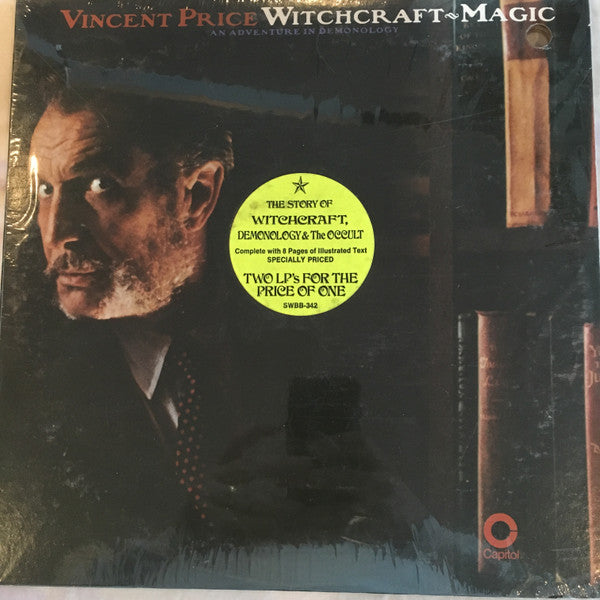 VINCENT PRICE WITCHCRAFT~MAGIC
AN ADVENTURE IN DEMONOLOGY
THE STORY OF
WITCHCRAFT,
DEMONOLOGY & The OCCULT
Complete with 8 Pages of Illustrated Text
SPECIALLY PRICED
TWO LP's FOR THE
PRICE OF ONE
SWBB-342
Capitol